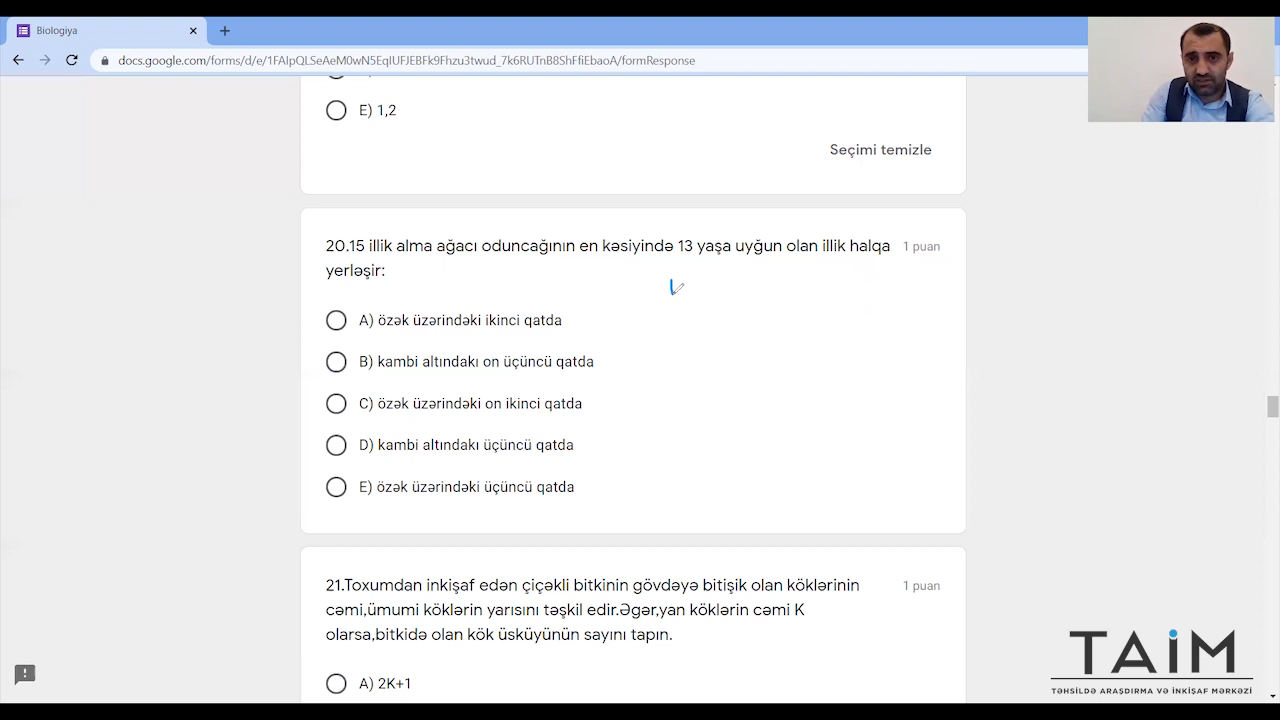 Biologiya
docs.google.com/forms/d/e/1FAIpQLSeAeM0wN5EqIUFJEBFk9Fhzu3twud_7k6RUTnB8ShFfiEbaoA/formResponse
E) 1,2
Seçimi temizle
20.15 illik alma ağacı oduncağının en kəsiyində 13 yaşa uyğun olan illik halqa
1 puan
yerləşir:
A) özək üzərindəki ikinci qatda
B) kambi altındakı on üçüncü qatda
C) özək üzərindəki on ikinci qatda
D) kambi altındakı üçüncü qatda
E) özək üzərindəki üçüncü qatda
21.Toxumdan inkişaf edən çiçəkli bitkinin gövdəyə bitişik olan köklərinin
1 puan
cəmi,ümumi köklərin yarısını təşkil edir.Əgər,yan köklərin cəmi K
olarsa,bitkidə olan kök üsküyünün sayını tapın.
A) 2K+1
TAİM
TƏHSİLDƏ ARAŞDIRMA VƏ İNKİŞAF MƏRKƏZİ